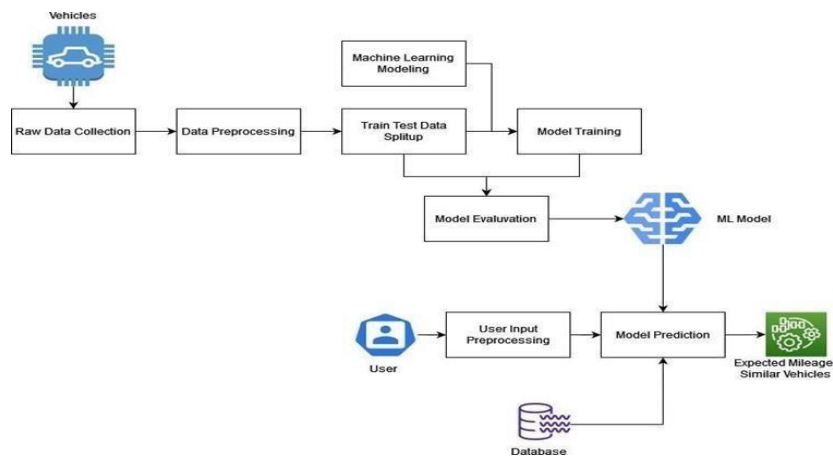 Vehicles
Machine Learning
Modeling
Raw Data Collection
Data Preprocessing
Train Test Data
Splitup
Model Training
Model Evaluvation
ML Model
User
User Input
Preprocessing
Model Prediction
Expected Mileage
Similar Vehicles
Database